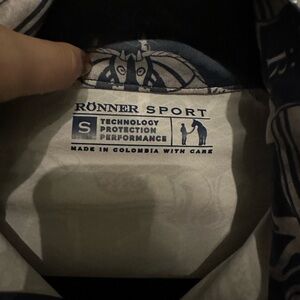 RÖNNER SPORT
S
TECHNOLOGY
PROTECTION
PERFORMANCE
MADE IN COLOMBIA WITH CARE